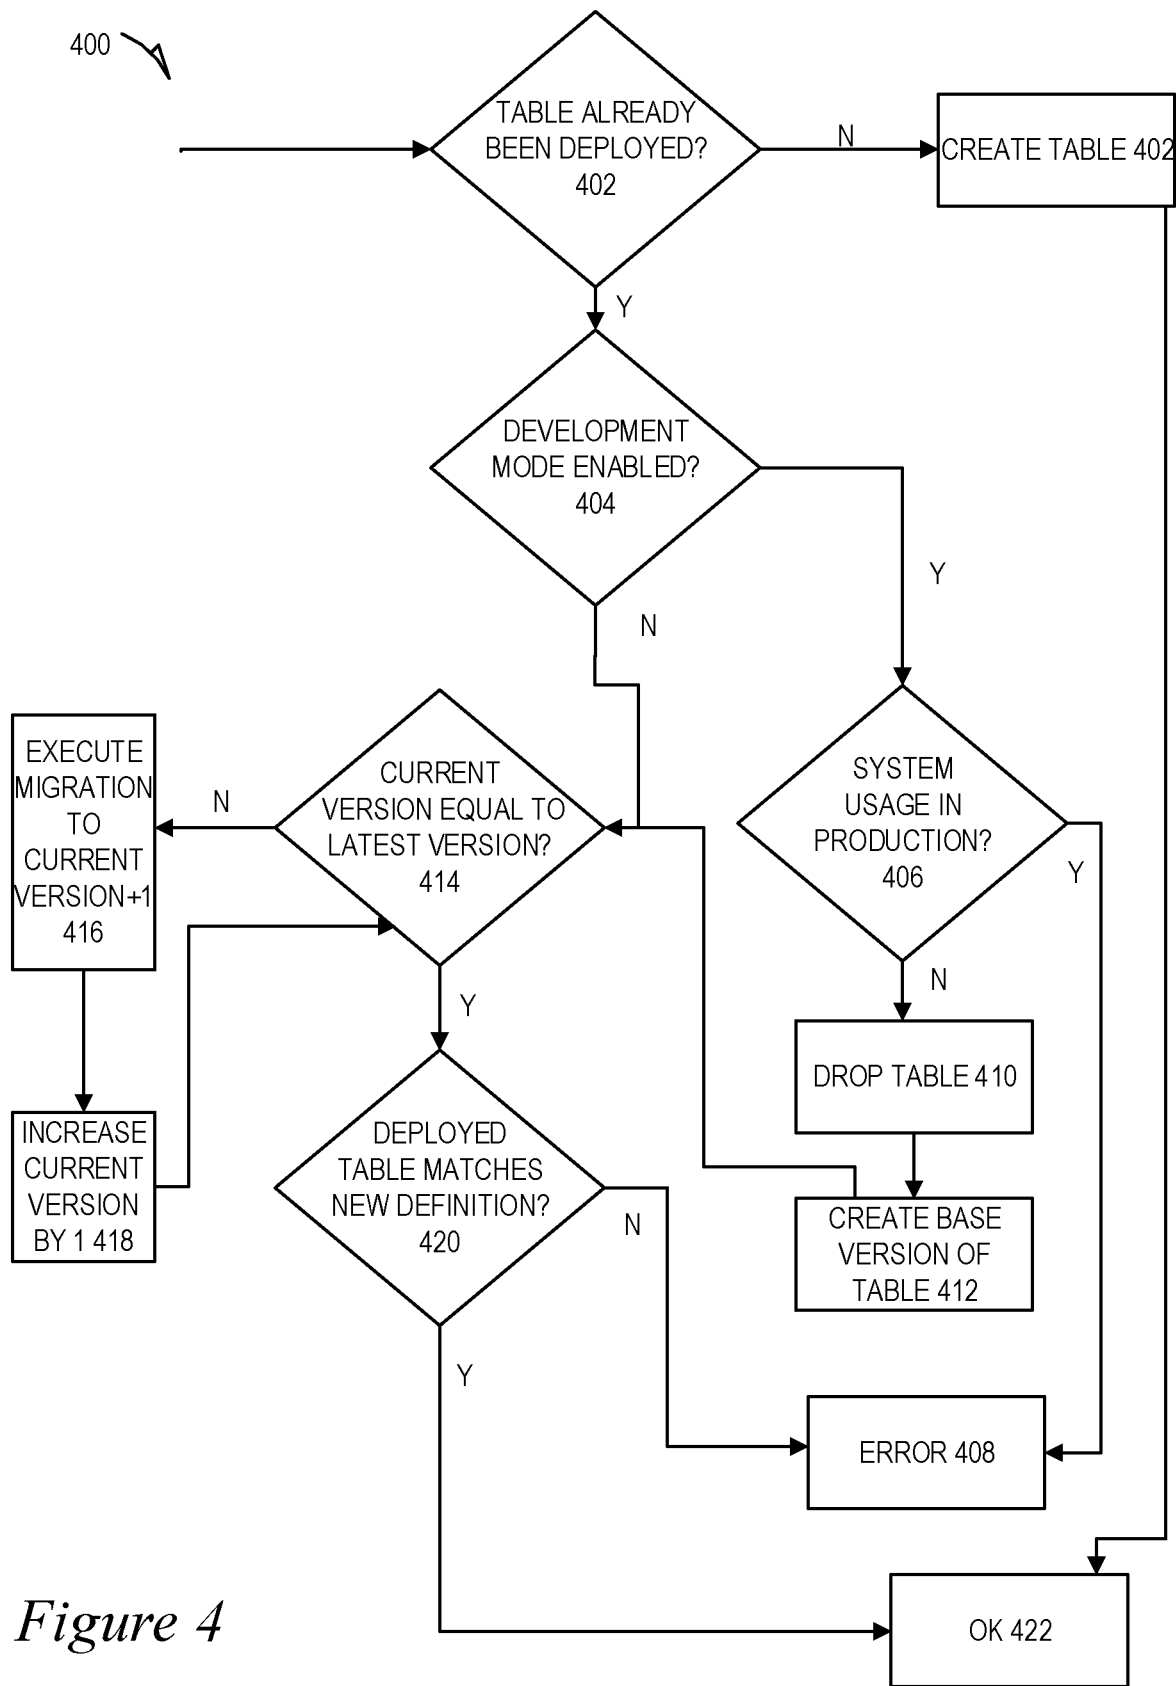 400
TABLE ALREADY
BEEN DEPLOYED?
402
N
CREATE TABLE 402
Y
DEVELOPMENT
MODE ENABLED?
404
Y
N
EXECUTE
MIGRATION
TO
CURRENT
VERSION+1
416
N
CURRENT
VERSION EQUAL TO
LATEST VERSION?
414
SYSTEM
USAGE IN
PRODUCTION?
406
Y
N
Y
DROP TABLE 410
INCREASE
CURRENT
VERSION
BY 1 418
DEPLOYED
TABLE MATCHES
NEW DEFINITION?
420
N
CREATE BASE
VERSION OF
TABLE 412
Y
ERROR 408
OK 422
Figure 4